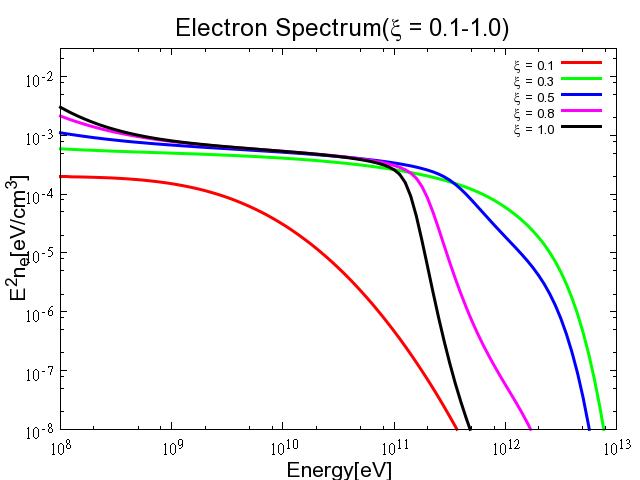 Electron Spectrum(ξ = 0.1-1.0)
ξ = 0.1
ξ = 0.3
ξ = 0.5
ξ = 0.8
ξ = 1.0
10⁻²
10⁻³
10⁻⁴
10⁻⁵
10⁻⁶
10⁻⁷
10⁻⁸
E²nₑ[eV/cm³]
10⁸ 10⁹ 10¹⁰ 10¹¹ 10¹² 10¹³
Energy[eV]